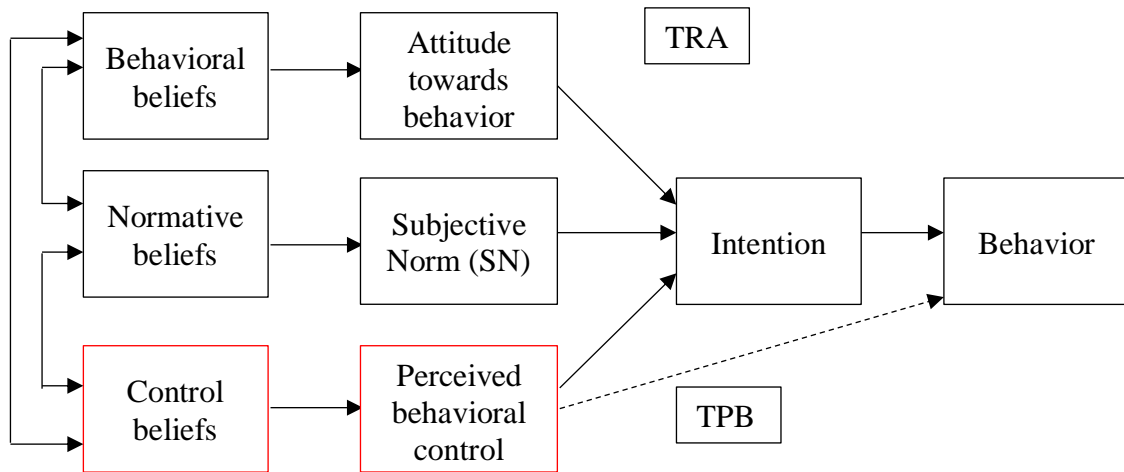 TRA
Behavioral
beliefs
Attitude
towards
behavior
Normative
beliefs
Subjective
Norm (SN)
Intention
Behavior
Control
beliefs
Perceived
behavioral
control
TPB